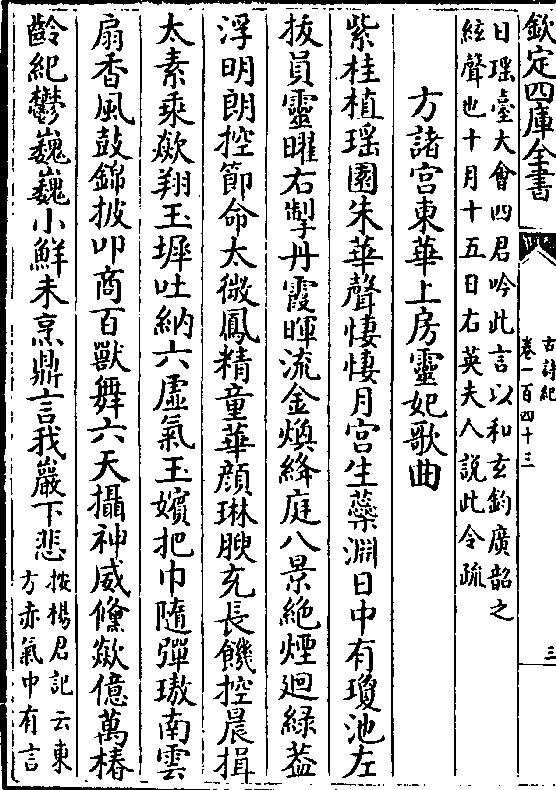 欽定四庫全書
古詩紀
卷一百四十三
三
日瑶臺大會四君吟此言以和玄鈞廣韶之
絃聲也十月十五日右英夫人說此令疏
方諸宫東華上房靈妃歌曲
紫桂植瑶園朱華聲悽悽月宫生蘂淵日中有瓊池左
拔員靈曜右掣丹霞暉流金煥絳庭八景絶煙廻緑葢
浮明朗控節命太微鳳精童華顔琳腴充長饑控晨揖
太素乘歘翔玉墀吐納六虛氣玉嬪把巾隨彈璈南雲
扇香風鼓錦披叩商百獸舞六天攝神威儵歘億萬椿
齡紀鬱巍巍小鮮未烹鼎言我巖下悲
按楊君記云東
方赤氣中有言